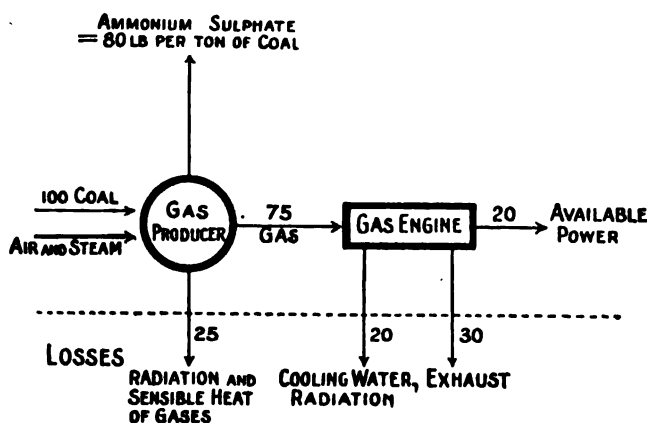 AMMONIUM SULPHATE
= 80 LB PER TON OF COAL
100 COAL
AIR AND STEAM
GAS
PRODUCER
75
GAS
GAS ENGINE
20
AVAILABLE
POWER
LOSSES
25
20
30
RADIATION AND
SENSIBLE HEAT
OF GASES
COOLING WATER,
RADIATION
EXHAUST